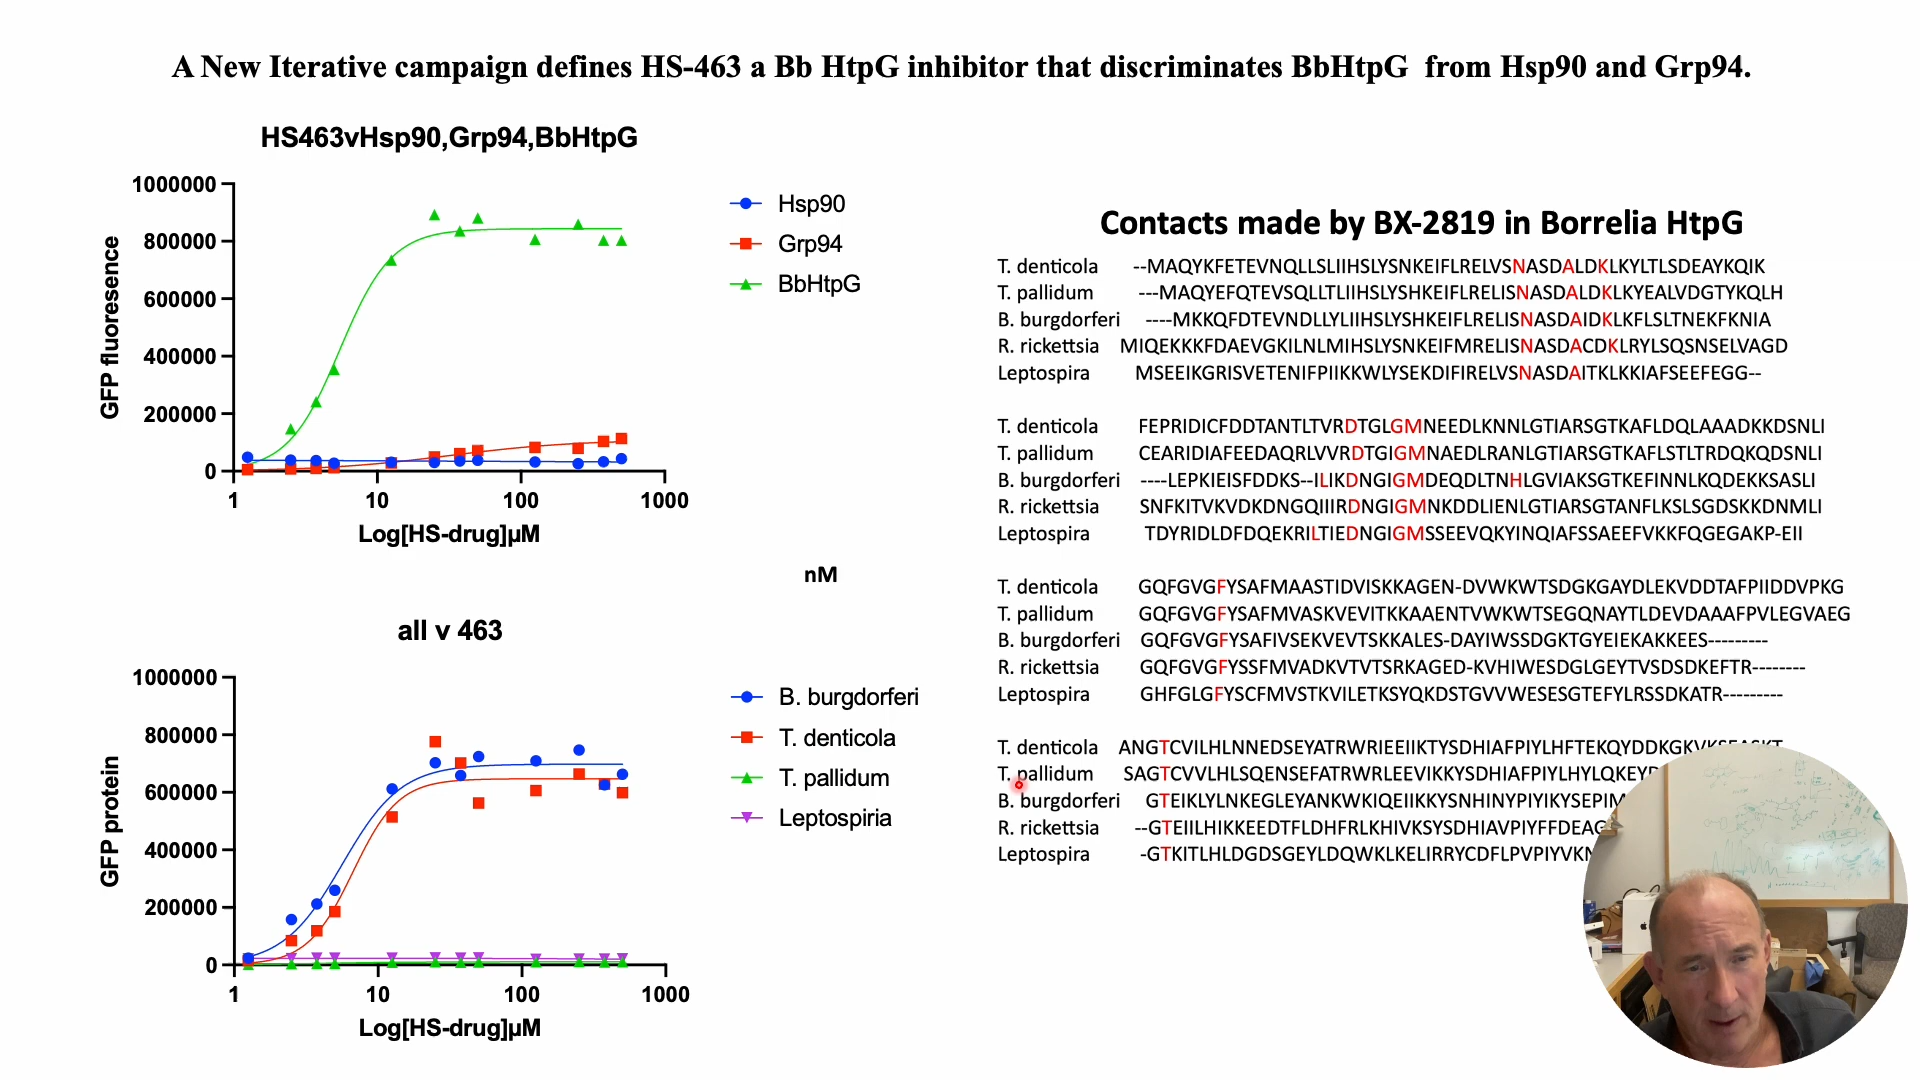 A New Iterative campaign defines HS-463 a Bb HtpG inhibitor that discriminates BbHtpG from Hsp90 and Grp94.
HS463vHsp90,Grp94,BbHtpG
1000000
800000
600000
400000
200000
0
GFP fluoresence
1 10 100 1000
Log[HS-drug]µM
Hsp90
Grp94
BbHtpG
nM
all v 463
1000000
800000
600000
400000
200000
0
GFP protein
1 10 100 1000
Log[HS-drug]µM
B. burgdorferi
T. denticola
T. pallidum
Leptospiria
Contacts made by BX-2819 in Borrelia HtpG
T. denticola --MAQYKFETEVNQLLSLIIHSLYSNKEIFLRELVSNASDALDKLKYLTLSDEAYKQIK
T. pallidum ---MAQYEFQTEVSQLLTLIIHSLYSHKEIFLRELISNASDALDKLKYEALVDGTYKQLH
B. burgdorferi ----MKKQFDTEVNDLLYLIIHSLYSHKEIFLRELISNASDAIDKLKFLSLTNEKFKNIA
R. rickettsia MIQEKKKFDAEVGKILNLMIHSLYSNKEIFMRELISNASDACDKLRYLSQSNSELVAGD
Leptospira MSEEIKGRISVETENIFPIIKKWLYSEKDIFIRELVSNASDAITKLKKIAFSEEFEGG--
T. denticola FEPRIDICFDDTANTLTVRDTGLGMNEEDLKNNLGTIARSGTKAFLDQLAAADKKDSNLI
T. pallidum CEARIDIAFEEDAQRLVVRDTGIGMNAEDLRANLGTIARSGTKAFLSTLTRDQKQDSNLI
B. burgdorferi ----LEPKIEISFDDKS--ILIKDNGIGMDEQDLTNHLGVIAKSGTKEFINNLKQDEKKSASLI
R. rickettsia SNFKITVKVDKDNGQIIIRDNGIGMNKDDLIENLGTIARSGTANFLKSLSGDSKKDNMLI
Leptospira TDYRIDLDFDQEKRILTIEDNGIGMSSEEVQKYINQIAFSSAEEFVKKFQGEGAKP-EII
T. denticola GQFGVGFYSAFMAASTIDVISKKAGEN-DVWKWTSDGKGAYDLEKVDDTAFPIIDDVPKG
T. pallidum GQFGVGFYSAFMVASKVEVITKKAAENTVWKWTSEGQNAYTLDEVDAAAFPVLEGVAEG
B. burgdorferi GQFGVGFYSAFIVSEKVEVTSKKALES-DAYIWSSDGKTGYEIEKAKKEES---------
R. rickettsia GQFGVGFYSSFMVADKVTVTSRKAGED-KVHIWESDGLGEYTVSDSDKEFTR--------
Leptospira GHFGLGFYSCFMVSTKVILETKSYQKDSTGVVWESESGTEFYLRSSDKATR---------
T. denticola ANGTCVILHLNNEDSEYATRWRIEEIIKTYSDHIAFPIYLHFTEKQYDDKGKVKSEASKT
T. pallidum SAGTCVVLHLSQENSEFATRWRLEEVIKKYSDHIAFPIYLHYLQKEY
B. burgdorferi GTEIKLYLNKEGLEYANKWKIQEIIKKYSNHINYPIYIKYSEPIM
R. rickettsia --GTEIILHIKKEEDTFLDHFRLKHIVKSYSDHIAVPIYFFDEAG
Leptospira -GTKITLHLDGDSGEYLDQWKLKELIRRYCDFLPVPIYVKN